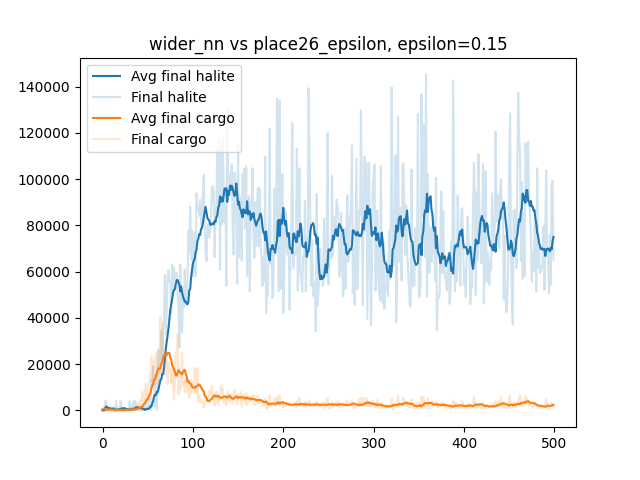 wider_nn vs place26_epsilon, epsilon=0.15
Avg final halite
Final halite
Avg final cargo
Final cargo
140000
120000
100000
80000
60000
40000
20000
0
0 100 200 300 400 500